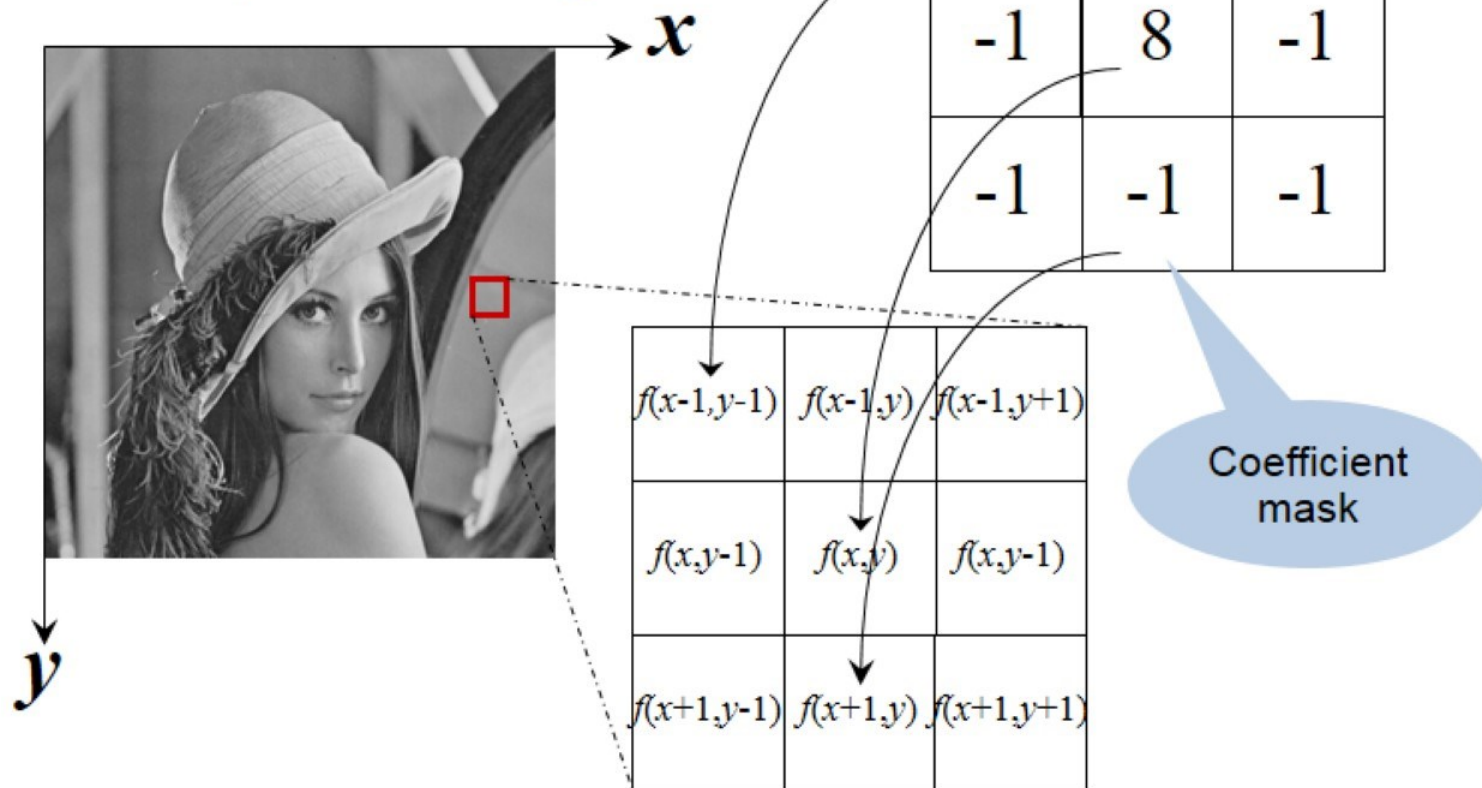 x
-1 8 -1
-1 -1 -1
f(x-1,y-1) f(x-1,y) f(x-1,y+1)
Coefficient
mask
f(x,y-1) f(x,y) f(x,y-1)
y
f(x+1,y-1) f(x+1,y) f(x+1,y+1)